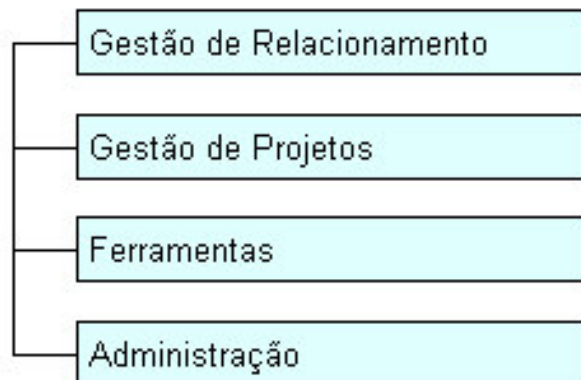 Gestão de Relacionamento
Gestão de Projetos
Ferramentas
Administração